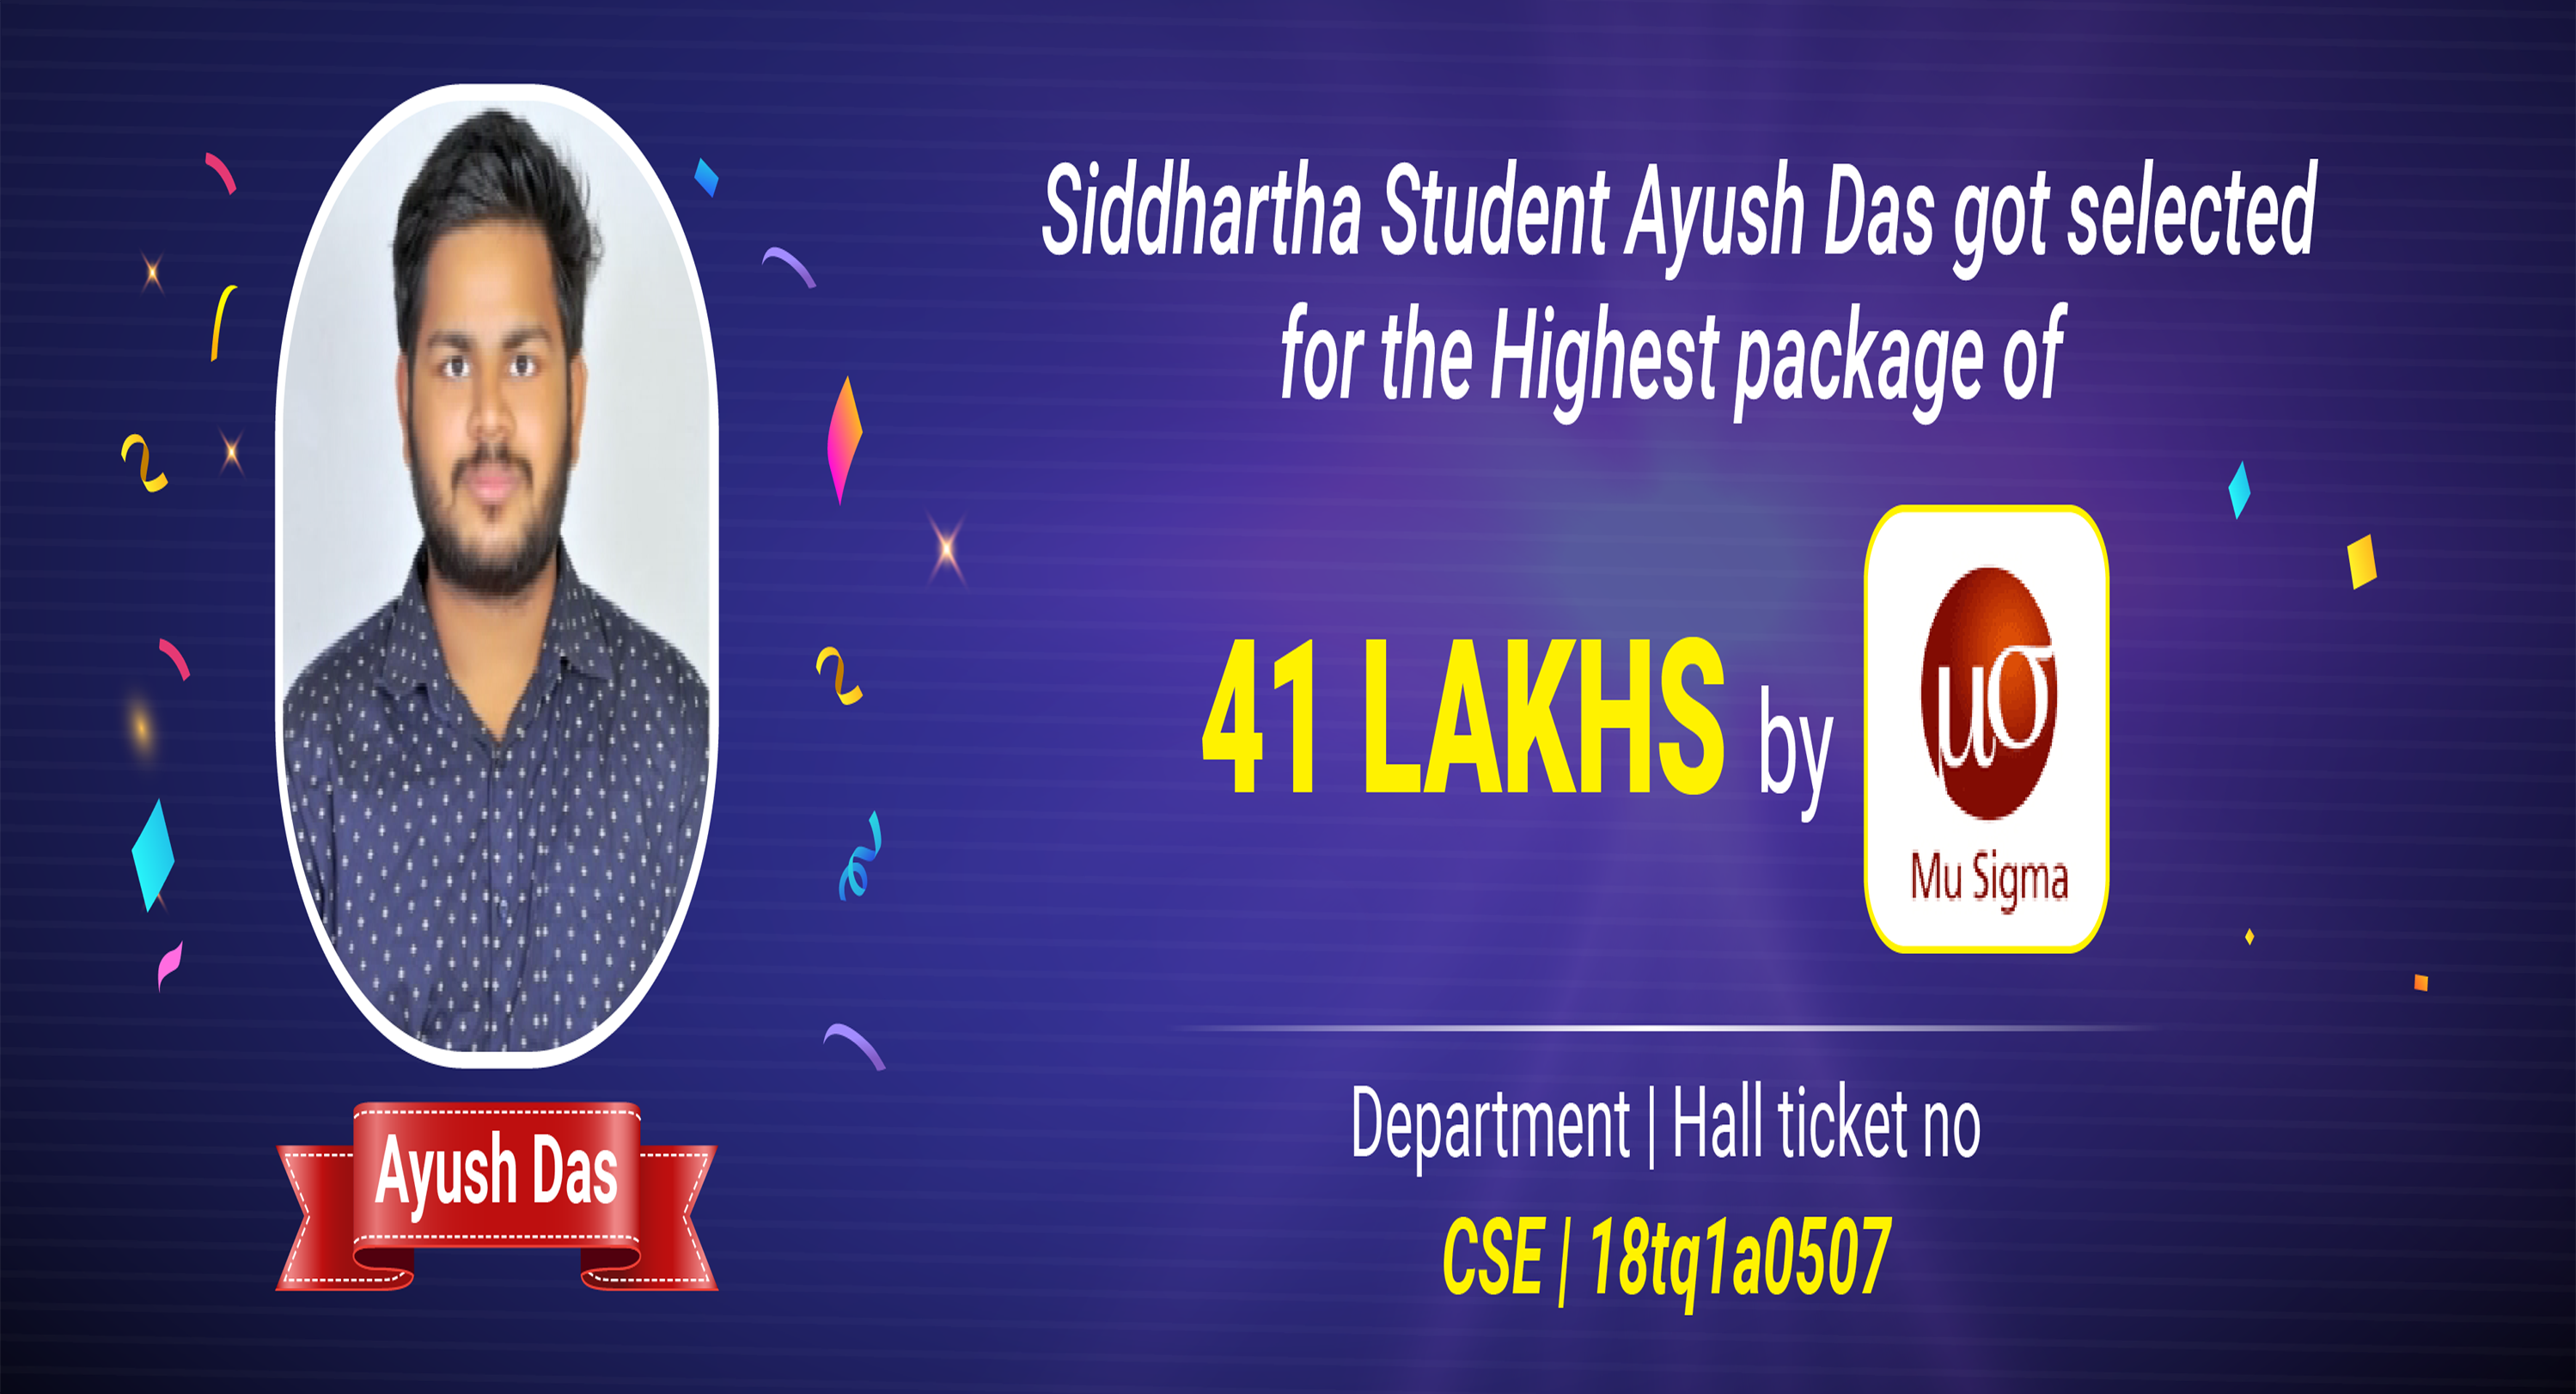 Siddhartha Student Ayush Das got selected
for the Highest package of
41 LAKHS by
μσ
Mu Sigma
Department | Hall ticket no
CSE | 18tq1a0507
Ayush Das